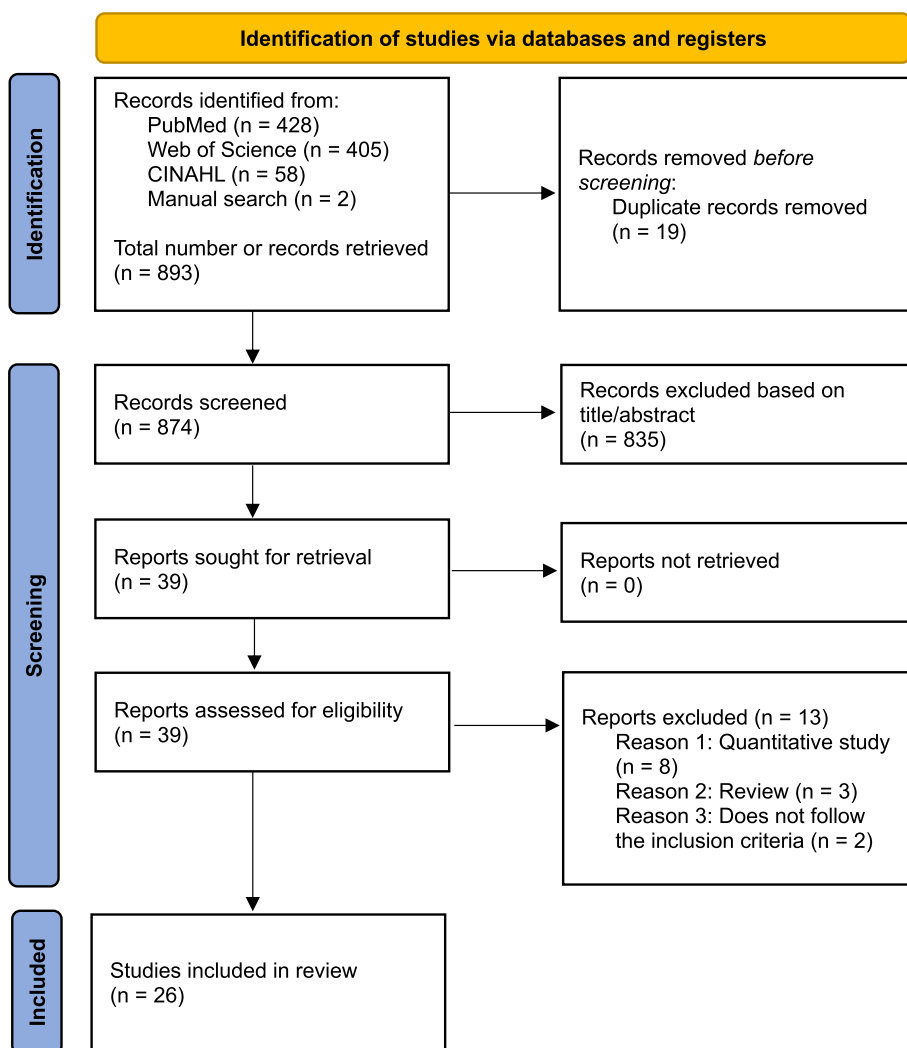 Identification of studies via databases and registers
Identification
Records identified from:
PubMed (n = 428)
Web of Science (n = 405)
CINAHL (n = 58)
Manual search (n = 2)
Total number or records retrieved
(n = 893)
Records removed before
screening:
Duplicate records removed
(n = 19)
Screening
Records screened
(n = 874)
Records excluded based on
title/abstract
(n = 835)
Reports sought for retrieval
(n = 39)
Reports not retrieved
(n = 0)
Reports assessed for eligibility
(n = 39)
Reports excluded (n = 13)
Reason 1: Quantitative study
(n = 8)
Reason 2: Review (n = 3)
Reason 3: Does not follow
the inclusion criteria (n = 2)
Included
Studies included in review
(n = 26)